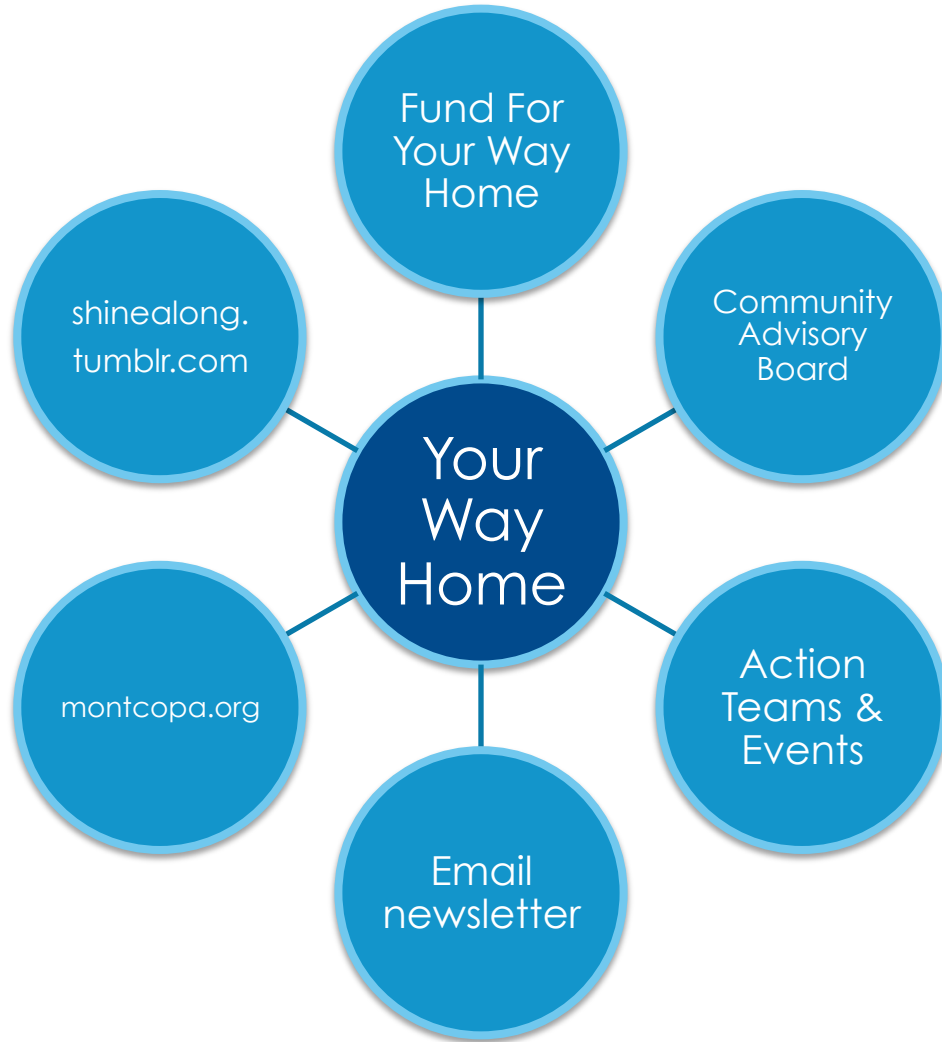 Fund For
Your Way
Home
shinealong.
tumblr.com
Community
Advisory
Board
Your
Way
Home
montcopa.org
Action
Teams &
Events
Email
newsletter